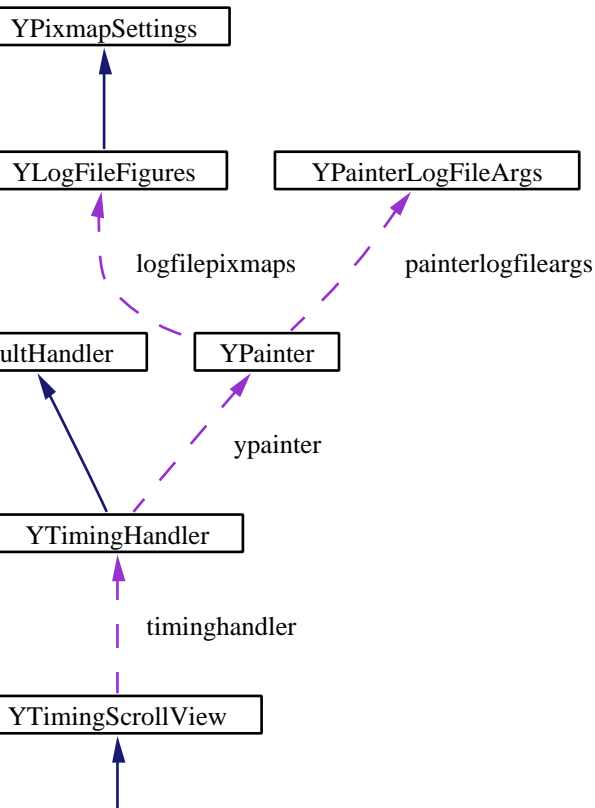 YPixmapSettings
YLogFileFigures
YPainterLogFileArgs
logfilepixmaps
painterlogfileargs
ultHandler
YPainter
ypainter
YTimingHandler
timinghandler
YTimingScrollView